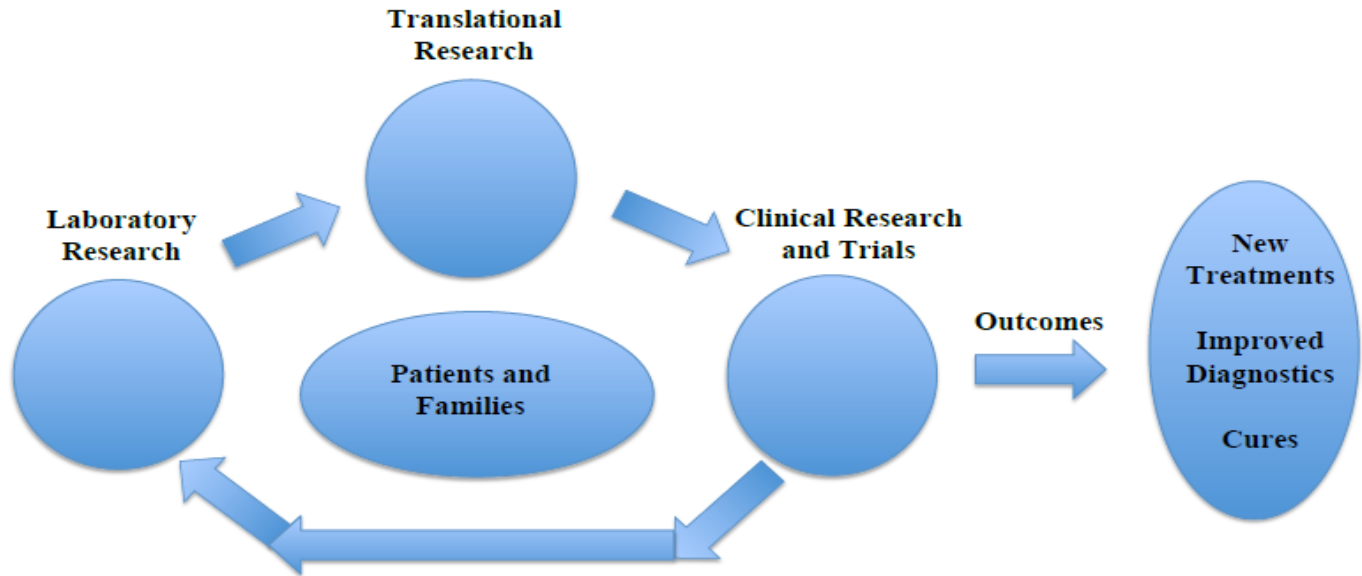 Translational
Research
Laboratory
Research
Clinical Research
and Trials
Patients and
Families
Outcomes
New
Treatments
Improved
Diagnostics
Cures